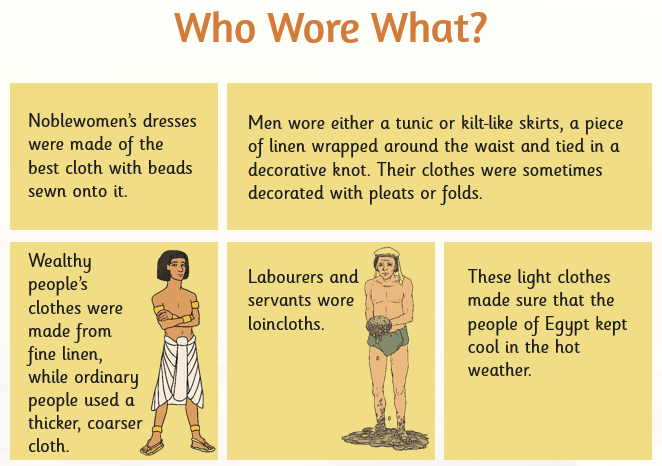 Who Wore What?
Noblewomen's dresses
were made of the
best cloth with beads
sewn onto it.
Men wore either a tunic or kilt-like skirts, a piece
of linen wrapped around the waist and tied in a
decorative knot. Their clothes were sometimes
decorated with pleats or folds.
Wealthy
people's
clothes were
made from
fine linen,
while ordinary
people used a
thicker, coarser
cloth.
Labourers and
servants wore
loincloths.
These light clothes
made sure that the
people of Egypt kept
cool in the hot
weather.